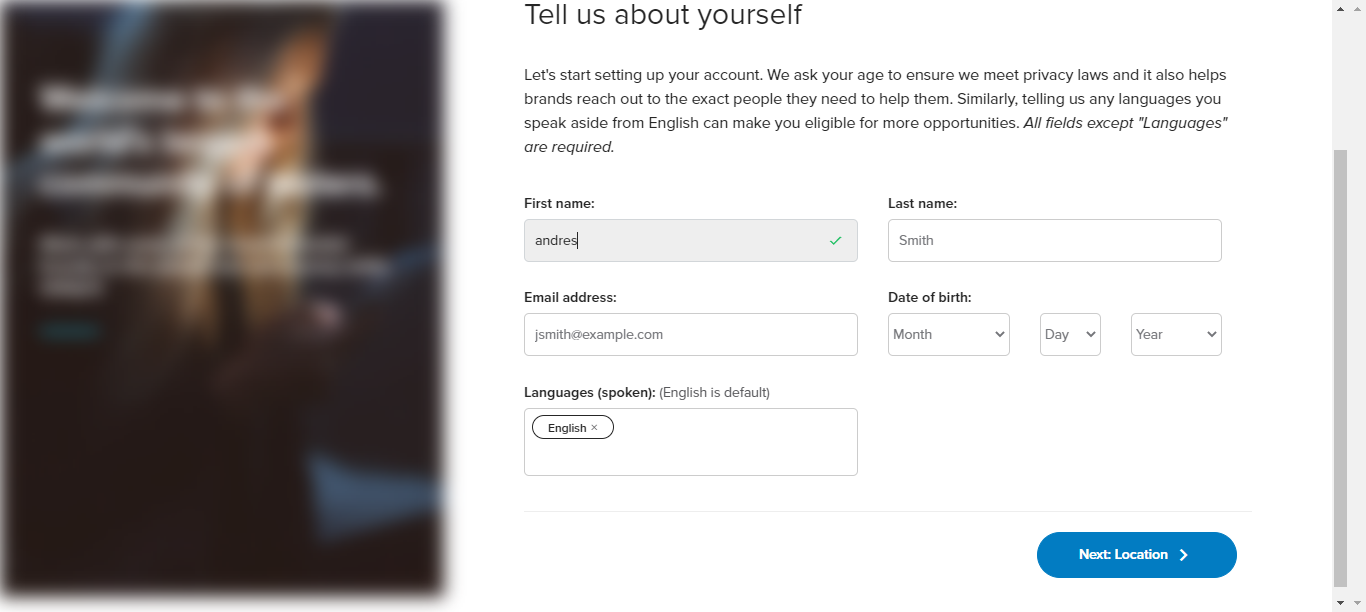 Tell us about yourself
Let's start setting up your account. We ask your age to ensure we meet privacy laws and it also helps
brands reach out to the exact people they need to help them. Similarly, telling us any languages you
speak aside from English can make you eligible for more opportunities. All fields except "Languages"
are required.
First name:
Last name:
andres
Smith
Email address:
Date of birth:
jsmith@example.com
Month
Day
Year
Languages (spoken): (English is default)
English ×
Next: Location